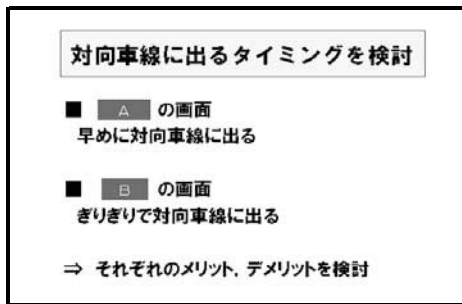 対向車線に出るタイミングを検討
■ A の画面
早めに対向車線に出る
■ B の画面
ぎりぎりで対向車線に出る
⇒ それぞれのメリット，デメリットを検討